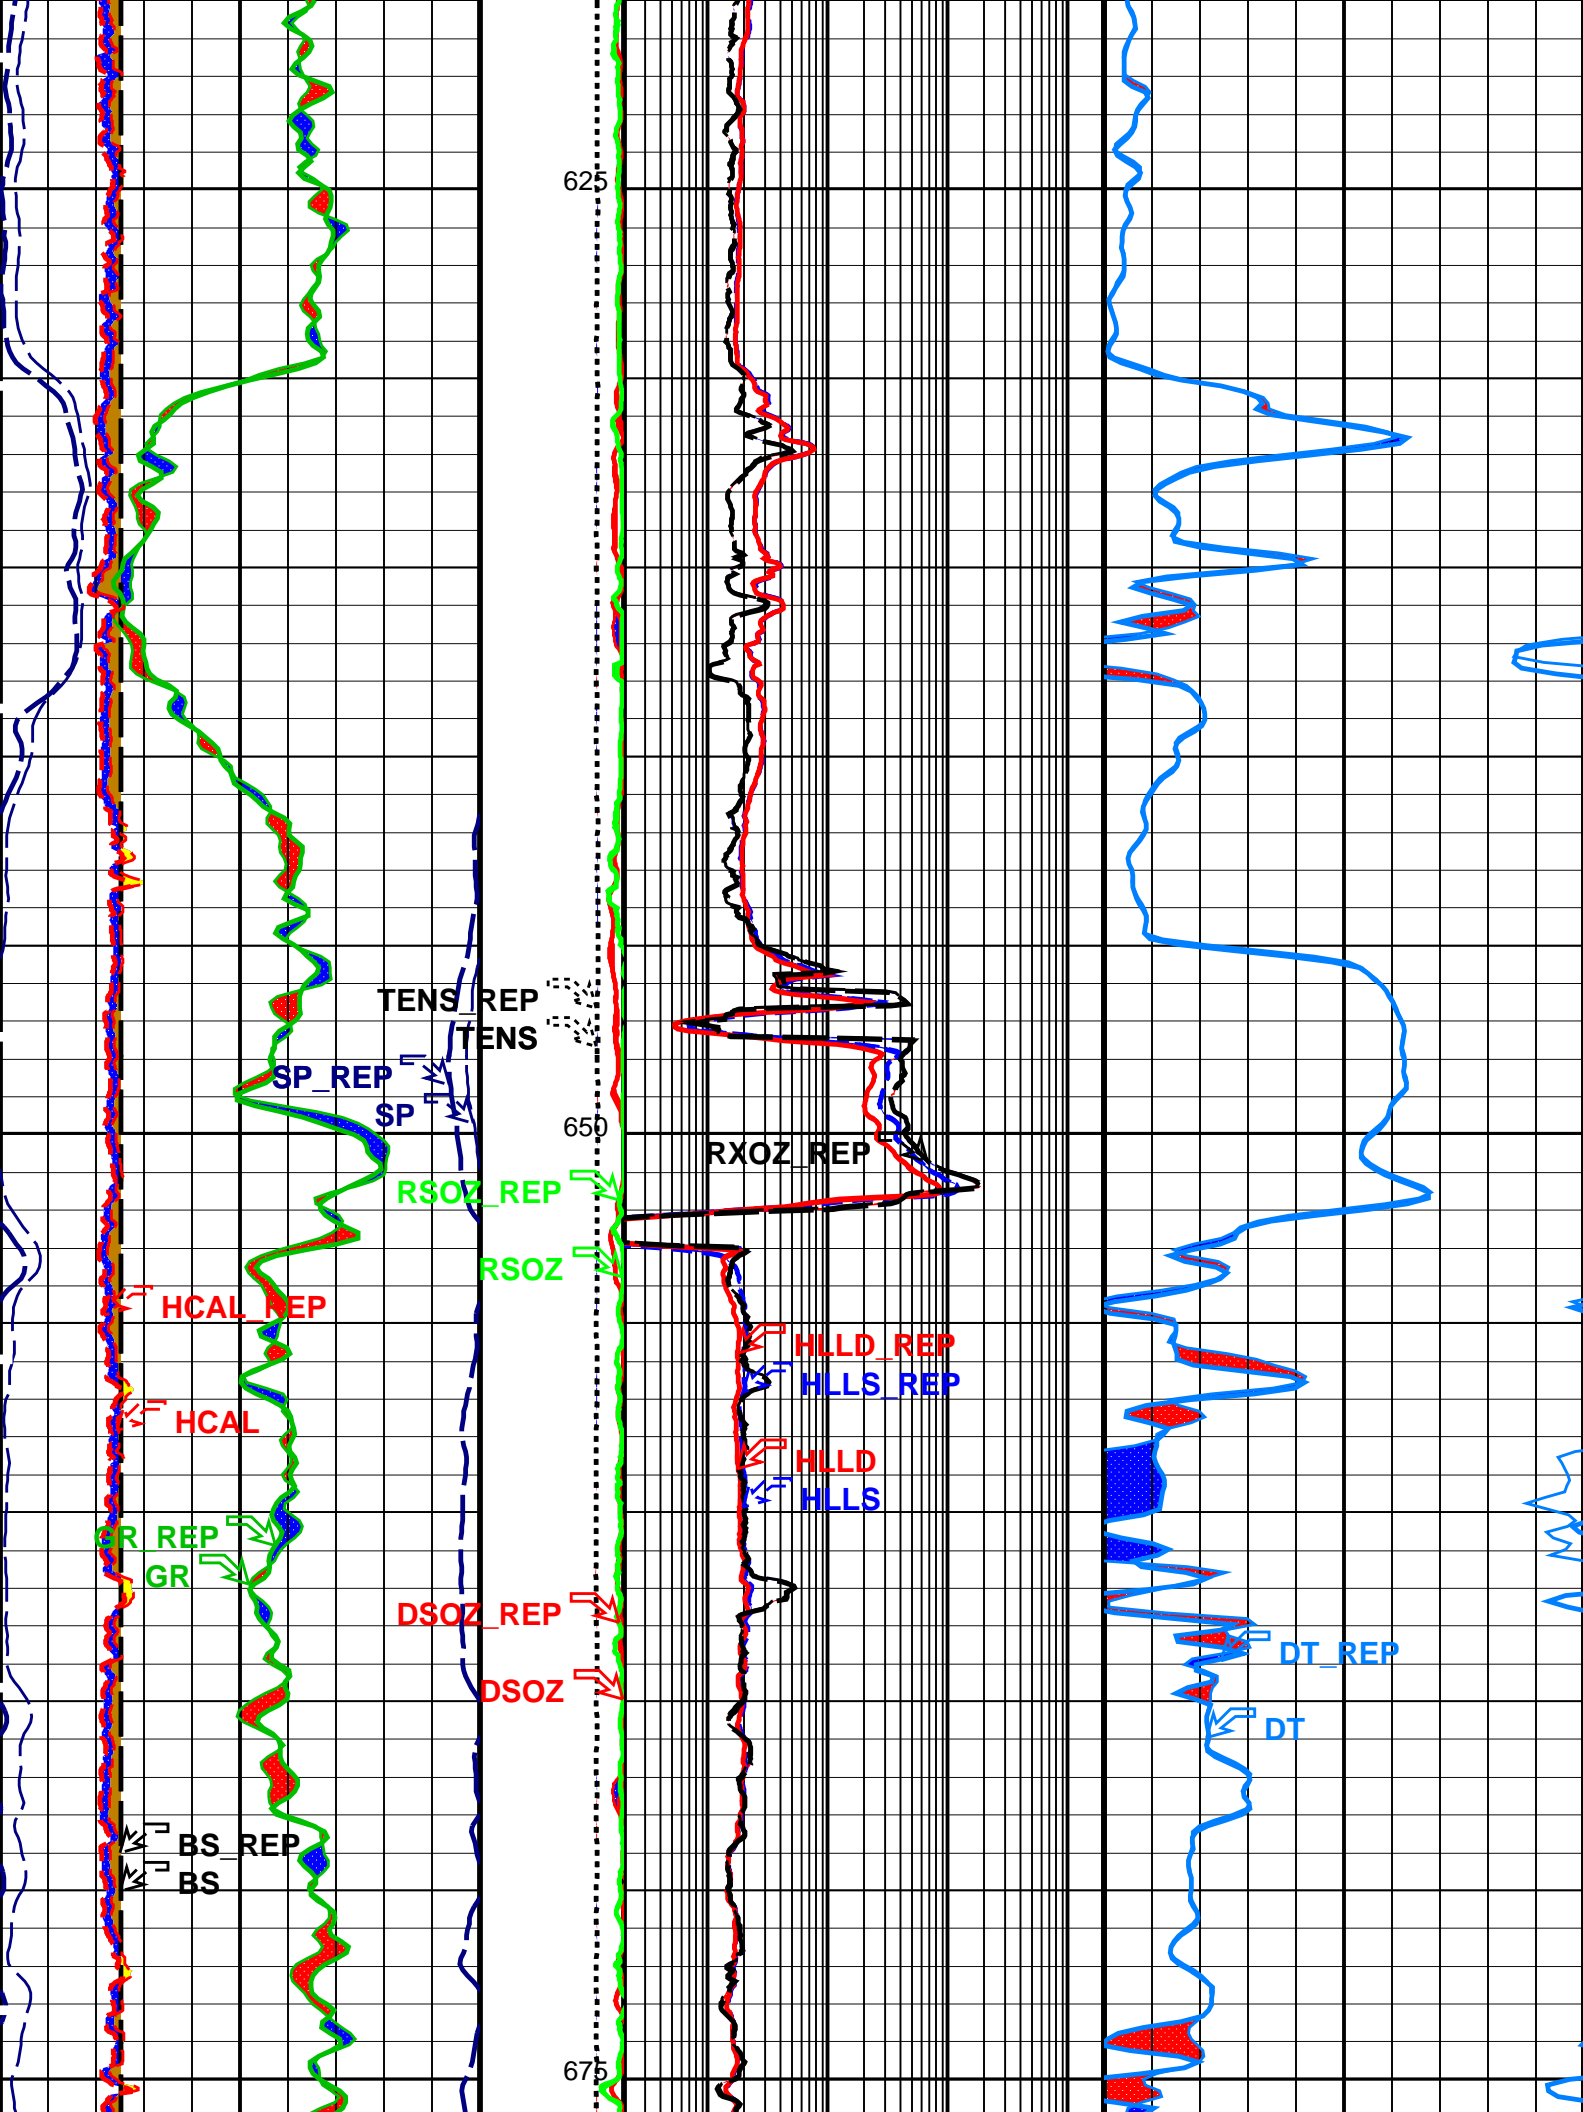 625
TENS_REP
TENS
SP_REP
SP
650
RXOZ_REP
RSOZ_REP
RSOZ
HCAL_REP
HLLD_REP
HLLS_REP
HCAL
HLLD
HLLS
GR_REP
GR
DSOZ_REP
DT_REP
DSOZ
DT
BS_REP
BS
675